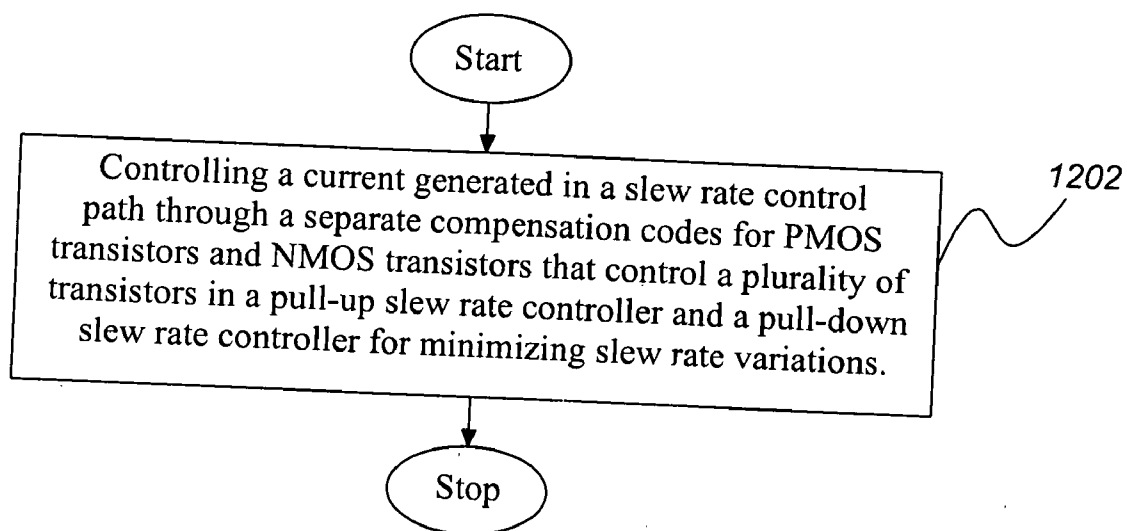 Start
Controlling a current generated in a slew rate control
path through a separate compensation codes for PMOS
transistors and NMOS transistors that control a plurality of
transistors in a pull-up slew rate controller and a pull-down
slew rate controller for minimizing slew rate variations.
1202
Stop